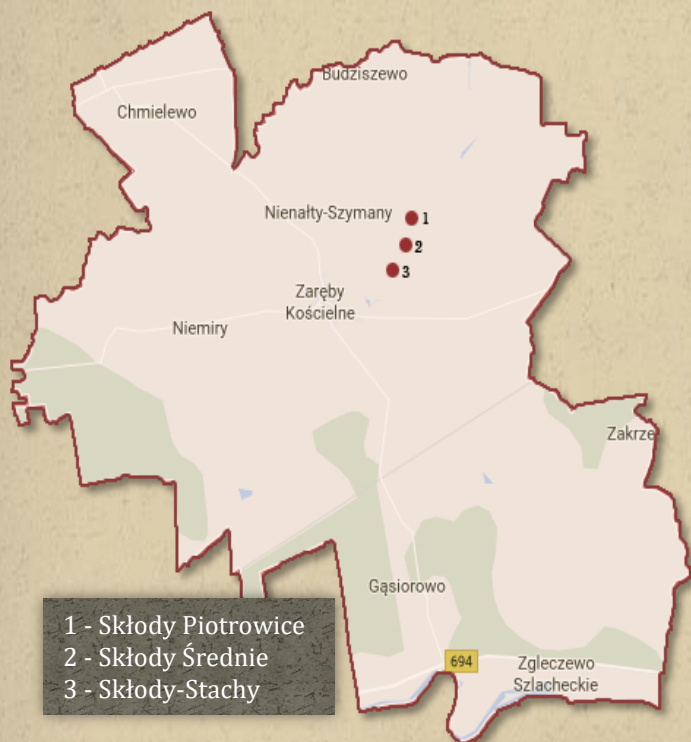 Budziszewo
Chmielewo
Nienałty-Szymany
1
2
3
Zaręby
Kościelne
Niemiry
Zakrze
Gąsiorowo
694
Zgleczewo
Szlacheckie
1 - Skłody Piotrowice
2 - Skłody Średnie
3 - Skłody-Stachy